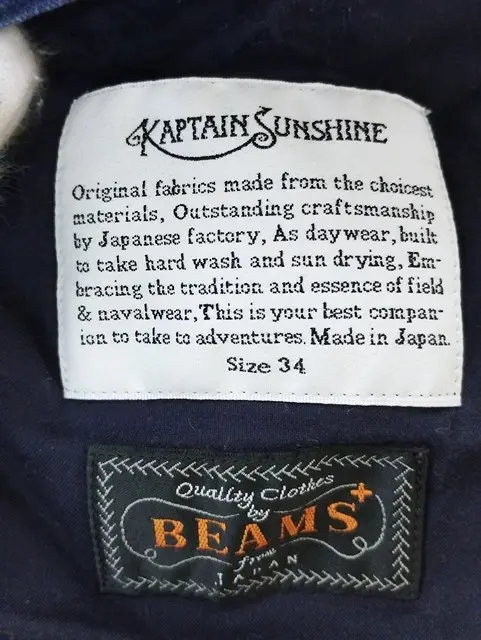 KAPTAIN SUNSHINE
Original fabrics made from the choicest
materials, Outstanding craftsmanship
by Japanese factory, As daywear, built
to take hard wash and sun drying, Em-
bracing the tradition and essence of field
& navalwear, This is your best compan-
ion to take to adventures. Made in Japan.
Size 34
Quality Clothes
by
BEAMS+
from
JAPAN